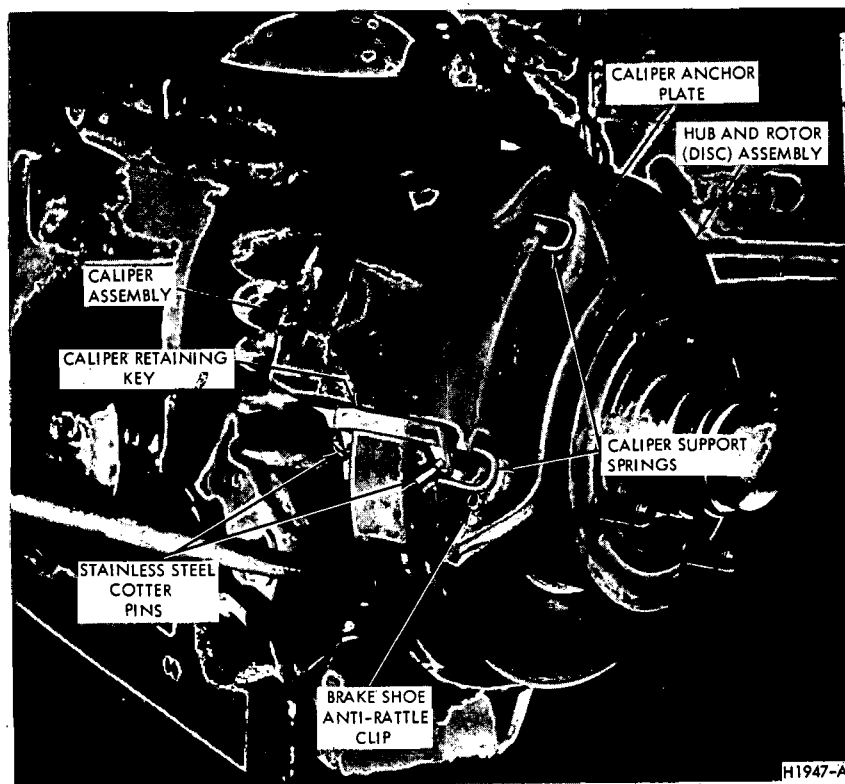 CALIPER ANCHOR
PLATE
HUB AND ROTOR
(DISC) ASSEMBLY
CALIPER
ASSEMBLY
CALIPER RETAINING
KEY
CALIPER SUPPORT
SPRINGS
STAINLESS STEEL
COTTER
PINS
BRAKE SHOE
ANTI-RATTLE
CLIP
H1947-A